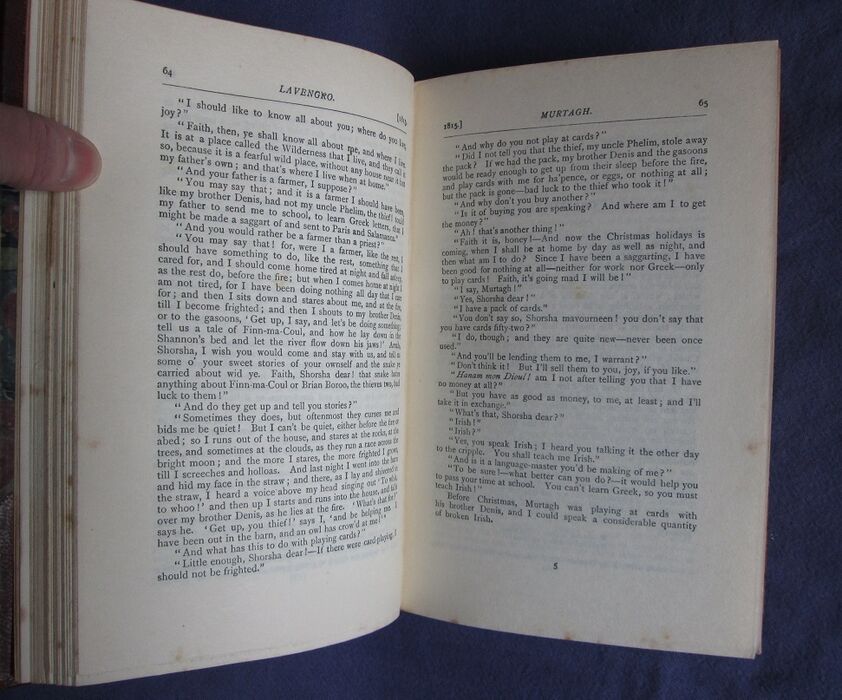 64
LAVENGRO.
[1815.
"I should like to know all about you; where do you live,
joy?"
"Faith, then, ye shall know all about me, and where I live.
It is at a place called the Wilderness that I live, and they call it
so, because it is a fearful wild place, without any house near it but
my father's own; and that's where I live when at home."
"And your father is a farmer, I suppose?"
"You may say that; and it is a farmer I should have been,
like my brother Denis, had not my uncle Phelim, the thief! tould
my father to send me to school, to learn Greek letters, that I
might be made a saggart of and sent to Paris and Salamanca."
"And you would rather be a farmer than a priest?"
"You may say that! for, were I a farmer, like the rest, I
should have something to do, like the rest, something that I
cared for, and I should come home tired at night and fall asleep,
as the rest do, before the fire; but when I comes home at night I
am not tired, for I have been doing nothing all day that I care
for; and then I sits down and stares about me, and at the fire,
till I become frighted; and then I shouts to my brother Denis,
or to the gasoons, 'Get up, I say, and let's be doing something;
tell us a tale of Finn-ma-Coul, and how he lay down in the
Shannon's bed and let the river flow down his jaws!' Arrah,
Shorsha, I wish you would come and stay with us, and tell us
some o' your sweet stories of your ownself and the snake ye
carried about wid ye. Faith, Shorsha dear! that snake bates
anything about Finn-ma-Coul or Brian Boroo, the thieves two, bad
luck to them!"
"And do they get up and tell you stories?"
"Sometimes they does, but oftenmost they curses me and
bids me be quiet! But I can't be quiet, either before the fire or
abed; so I runs out of the house, and stares at the rocks, at the
trees, and sometimes at the clouds, as they run a race across the
bright moon; and the more I stares, the more frighted I grows,
till I screeches and holloas. And last night I went into the barn
and hid my face in the straw; and there, as I lay and shivered in
the straw, I heard a voice above my head singing out 'To whit,
to whoo!' and then up I starts and runs into the house, and falls
over my brother Denis, as he lies at the fire. 'What's that for?'
says he. 'Get up, you thief!' says I, 'and be helping me. I
have been out in the barn, and an owl has crow'd at me!'"
"And what has this to do with playing cards?"
"Little enough, Shorsha dear!—If there were card-playing, I
should not be frighted."
1815.]
MURTAGH.
65
"And why do you not play at cards?"
"Did I not tell you that the thief, my uncle Phelim, stole away
the pack? If we had the pack, my brother Denis and the gasoons
would be ready enough to get up from their sleep before the fire,
and play cards with me for ha'pence, or eggs, or nothing at all;
but the pack is gone—bad luck to the thief who took it!"
"And why don't you buy another?"
"Is it of buying you are speaking? And where am I to get
the money?"
"Ah! that's another thing!"
"Faith it is, honey!—And now the Christmas holidays is
coming, when I shall be at home by day as well as night, and
then what am I to do? Since I have been a saggarting, I have
been good for nothing at all—neither for work nor Greek—only
to play cards! Faith, it's going mad I will be!"
"I say, Murtagh!"
"Yes, Shorsha dear!"
"I have a pack of cards."
"You don't say so, Shorsha mavourneen! you don't say that
you have cards fifty-two?"
"I do, though; and they are quite new—never been once
used."
"And you'll be lending them to me, I warrant?"
"Don't think it! But I'll sell them to you, joy, if you like."
"Hanam mon Dioul! am I not after telling you that I have
no money at all?"
"But you have as good as money, to me, at least; and I'll
take it in exchange."
"What's that, Shorsha dear?"
"Irish!"
"Irish?"
"Yes, you speak Irish; I heard you talking it the other day
to the cripple. You shall teach me Irish."
"And is it a language-master you'd be making of me?"
"To be sure!—what better can you do?—it would help you
to pass your time at school. You can't learn Greek, so you must
teach Irish!"
Before Christmas, Murtagh was playing at cards with
his brother Denis, and I could speak a considerable quantity
of broken Irish.
5